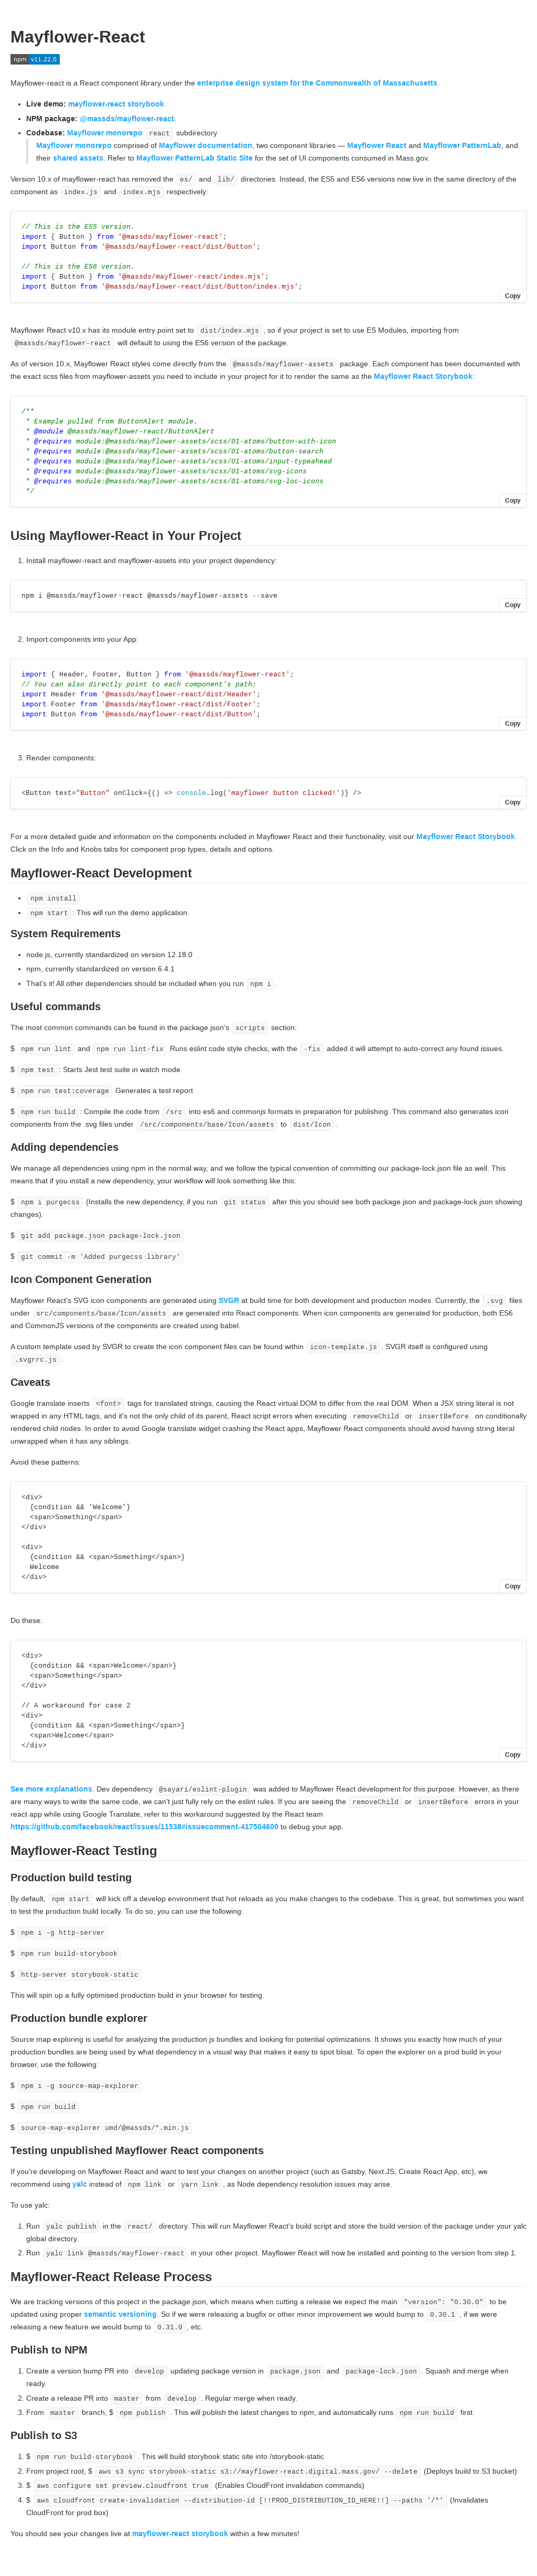 Mayflower-React
npm v11.22.0
Mayflower-react is a React component library under the enterprise design system for the Commonwealth of Massachusetts.
• Live demo: mayflower-react storybook
• NPM package: @massds/mayflower-react.
• Codebase: Mayflower monorepo react subdirectory
Mayflower monorepo comprised of Mayflower documentation, two component libraries — Mayflower React and Mayflower PatternLab, and
their shared assets. Refer to Mayflower PatternLab Static Site for the set of UI components consumed in Mass.gov.
Version 10.x of mayflower-react has removed the es/ and lib/ directories. Instead, the ES5 and ES6 versions now live in the same directory of the
component as index.js and index.mjs respectively:
// This is the ES5 version.
import { Button } from '@massds/mayflower-react';
import Button from '@massds/mayflower-react/dist/Button';
// This is the ES6 version.
import { Button } from '@massds/mayflower-react/index.mjs';
import Button from '@massds/mayflower-react/dist/Button/index.mjs';
Copy
Mayflower React v10.x has its module entry point set to dist/index.mjs, so if your project is set to use ES Modules, importing from
@massds/mayflower-react will default to using the ES6 version of the package.
As of version 10.x, Mayflower React styles come directly from the @massds/mayflower-assets package. Each component has been documented with
the exact scss files from mayflower-assets you need to include in your project for it to render the same as the Mayflower React Storybook:
/**
 * Example pulled from ButtonAlert module.
 * @module @massds/mayflower-react/ButtonAlert
 * @requires module:@massds/mayflower-assets/scss/01-atoms/button-with-icon
 * @requires module:@massds/mayflower-assets/scss/01-atoms/button-search
 * @requires module:@massds/mayflower-assets/scss/01-atoms/input-typeahead
 * @requires module:@massds/mayflower-assets/scss/01-atoms/svg-icons
 * @requires module:@massds/mayflower-assets/scss/01-atoms/svg-loc-icons
 */
Copy
Using Mayflower-React in Your Project
1. Install mayflower-react and mayflower-assets into your project dependency:
npm i @massds/mayflower-react @massds/mayflower-assets --save
Copy
2. Import components into your App:
import { Header, Footer, Button } from '@massds/mayflower-react';
// You can also directly point to each component's path:
import Header from '@massds/mayflower-react/dist/Header';
import Footer from '@massds/mayflower-react/dist/Footer';
import Button from '@massds/mayflower-react/dist/Button';
Copy
3. Render components:
<Button text="Button" onClick={() => console.log('mayflower button clicked!')} />
Copy
For a more detailed guide and information on the components included in Mayflower React and their functionality, visit our Mayflower React Storybook.
Click on the Info and Knobs tabs for component prop types, details and options.
Mayflower-React Development
• npm install
• npm start: This will run the demo application.
System Requirements
• node js, currently standardized on version 12.18.0
• npm, currently standardized on version 6.4.1
• That's it! All other dependencies should be included when you run npm i.
Useful commands
The most common commands can be found in the package.json's scripts section:
$ npm run lint and npm run lint-fix Runs eslint code style checks, with the -fix added it will attempt to auto-correct any found issues.
$ npm test: Starts Jest test suite in watch mode
$ npm run test:coverage Generates a test report
$ npm run build: Compile the code from /src into es6 and commonjs formats in preparation for publishing. This command also generates icon
components from the .svg files under /src/components/base/Icon/assets to dist/Icon.
Adding dependencies
We manage all dependencies using npm in the normal way, and we follow the typical convention of committing our package-lock.json file as well. This
means that if you install a new dependency, your workflow will look something like this:
$ npm i purgecss (Installs the new dependency, if you run git status after this you should see both package.json and package-lock.json showing
changes).
$ git add package.json package-lock.json
$ git commit -m 'Added purgecss library'
Icon Component Generation
Mayflower React's SVG icon components are generated using SVGR at build time for both development and production modes. Currently, the .svg files
under src/components/base/Icon/assets are generated into React components. When icon components are generated for production, both ES6
and CommonJS versions of the components are created using babel.
A custom template used by SVGR to create the icon component files can be found within icon-template.js. SVGR itself is configured using
.svgrrc.js.
Caveats
Google translate inserts <font> tags for translated strings, causing the React virtual DOM to differ from the real DOM. When a JSX string literal is not
wrapped in any HTML tags, and it's not the only child of its parent, React script errors when executing removeChild or insertBefore on conditionally
rendered child nodes. In order to avoid Google translate widget crashing the React apps, Mayflower React components should avoid having string literal
unwrapped when it has any siblings.
Avoid these patterns:
<div>
  {condition && 'Welcome'}
  <span>Something</span>
</div>
<div>
  {condition && <span>Something</span>}
  Welcome
</div>
Copy
Do these:
<div>
  {condition && <span>Welcome</span>}
  <span>Something</span>
</div>
// A workaround for case 2
<div>
  {condition && <span>Something</span>}
  <span>Welcome</span>
</div>
Copy
See more explanations. Dev dependency @sayari/eslint-plugin was added to Mayflower React development for this purpose. However, as there
are many ways to write the same code, we can't just fully rely on the eslint rules. If you are seeing the removeChild or insertBefore errors in your
react app while using Google Translate, refer to this workaround suggested by the React team
https://github.com/facebook/react/issues/11538#issuecomment-417504600 to debug your app.
Mayflower-React Testing
Production build testing
By default, npm start will kick off a develop environment that hot reloads as you make changes to the codebase. This is great, but sometimes you want
to test the production build locally. To do so, you can use the following:
$ npm i -g http-server
$ npm run build-storybook
$ http-server storybook-static
This will spin up a fully optimised production build in your browser for testing.
Production bundle explorer
Source map exploring is useful for analyzing the production js bundles and looking for potential optimizations. It shows you exactly how much of your
production bundles are being used by what dependency in a visual way that makes it easy to spot bloat. To open the explorer on a prod build in your
browser, use the following:
$ npm i -g source-map-explorer
$ npm run build
$ source-map-explorer umd/@massds/*.min.js
Testing unpublished Mayflower React components
If you're developing on Mayflower React and want to test your changes on another project (such as Gatsby, Next.JS, Create React App, etc), we
recommend using yalc instead of npm link or yarn link, as Node dependency resolution issues may arise.
To use yalc:
1. Run yalc publish in the react/ directory. This will run Mayflower React's build script and store the build version of the package under your yalc
global directory.
2. Run yalc link @massds/mayflower-react in your other project. Mayflower React will now be installed and pointing to the version from step 1.
Mayflower-React Release Process
We are tracking versions of this project in the package.json, which means when cutting a release we expect the main "version": "0.30.0" to be
updated using proper semantic versioning. So if we were releasing a bugfix or other minor improvement we would bump to 0.30.1, if we were
releasing a new feature we would bump to 0.31.0, etc.
Publish to NPM
1. Create a version bump PR into develop updating package version in package.json and package-lock.json. Squash and merge when
ready.
2. Create a release PR into master from develop. Regular merge when ready.
3. From master branch, $ npm publish. This will publish the latest changes to npm, and automatically runs npm run build first.
Publish to S3
1. $ npm run build-storybook. This will build storybook static site into /storybook-static
2. From project root, $ aws s3 sync storybook-static s3://mayflower-react.digital.mass.gov/ --delete (Deploys build to S3 bucket)
3. $ aws configure set preview.cloudfront true (Enables CloudFront invalidation commands)
4. $ aws cloudfront create-invalidation --distribution-id [!!PROD_DISTRIBUTION_ID_HERE!!] --paths '/*' (Invalidates
CloudFront for prod box)
You should see your changes live at mayflower-react storybook within a few minutes!